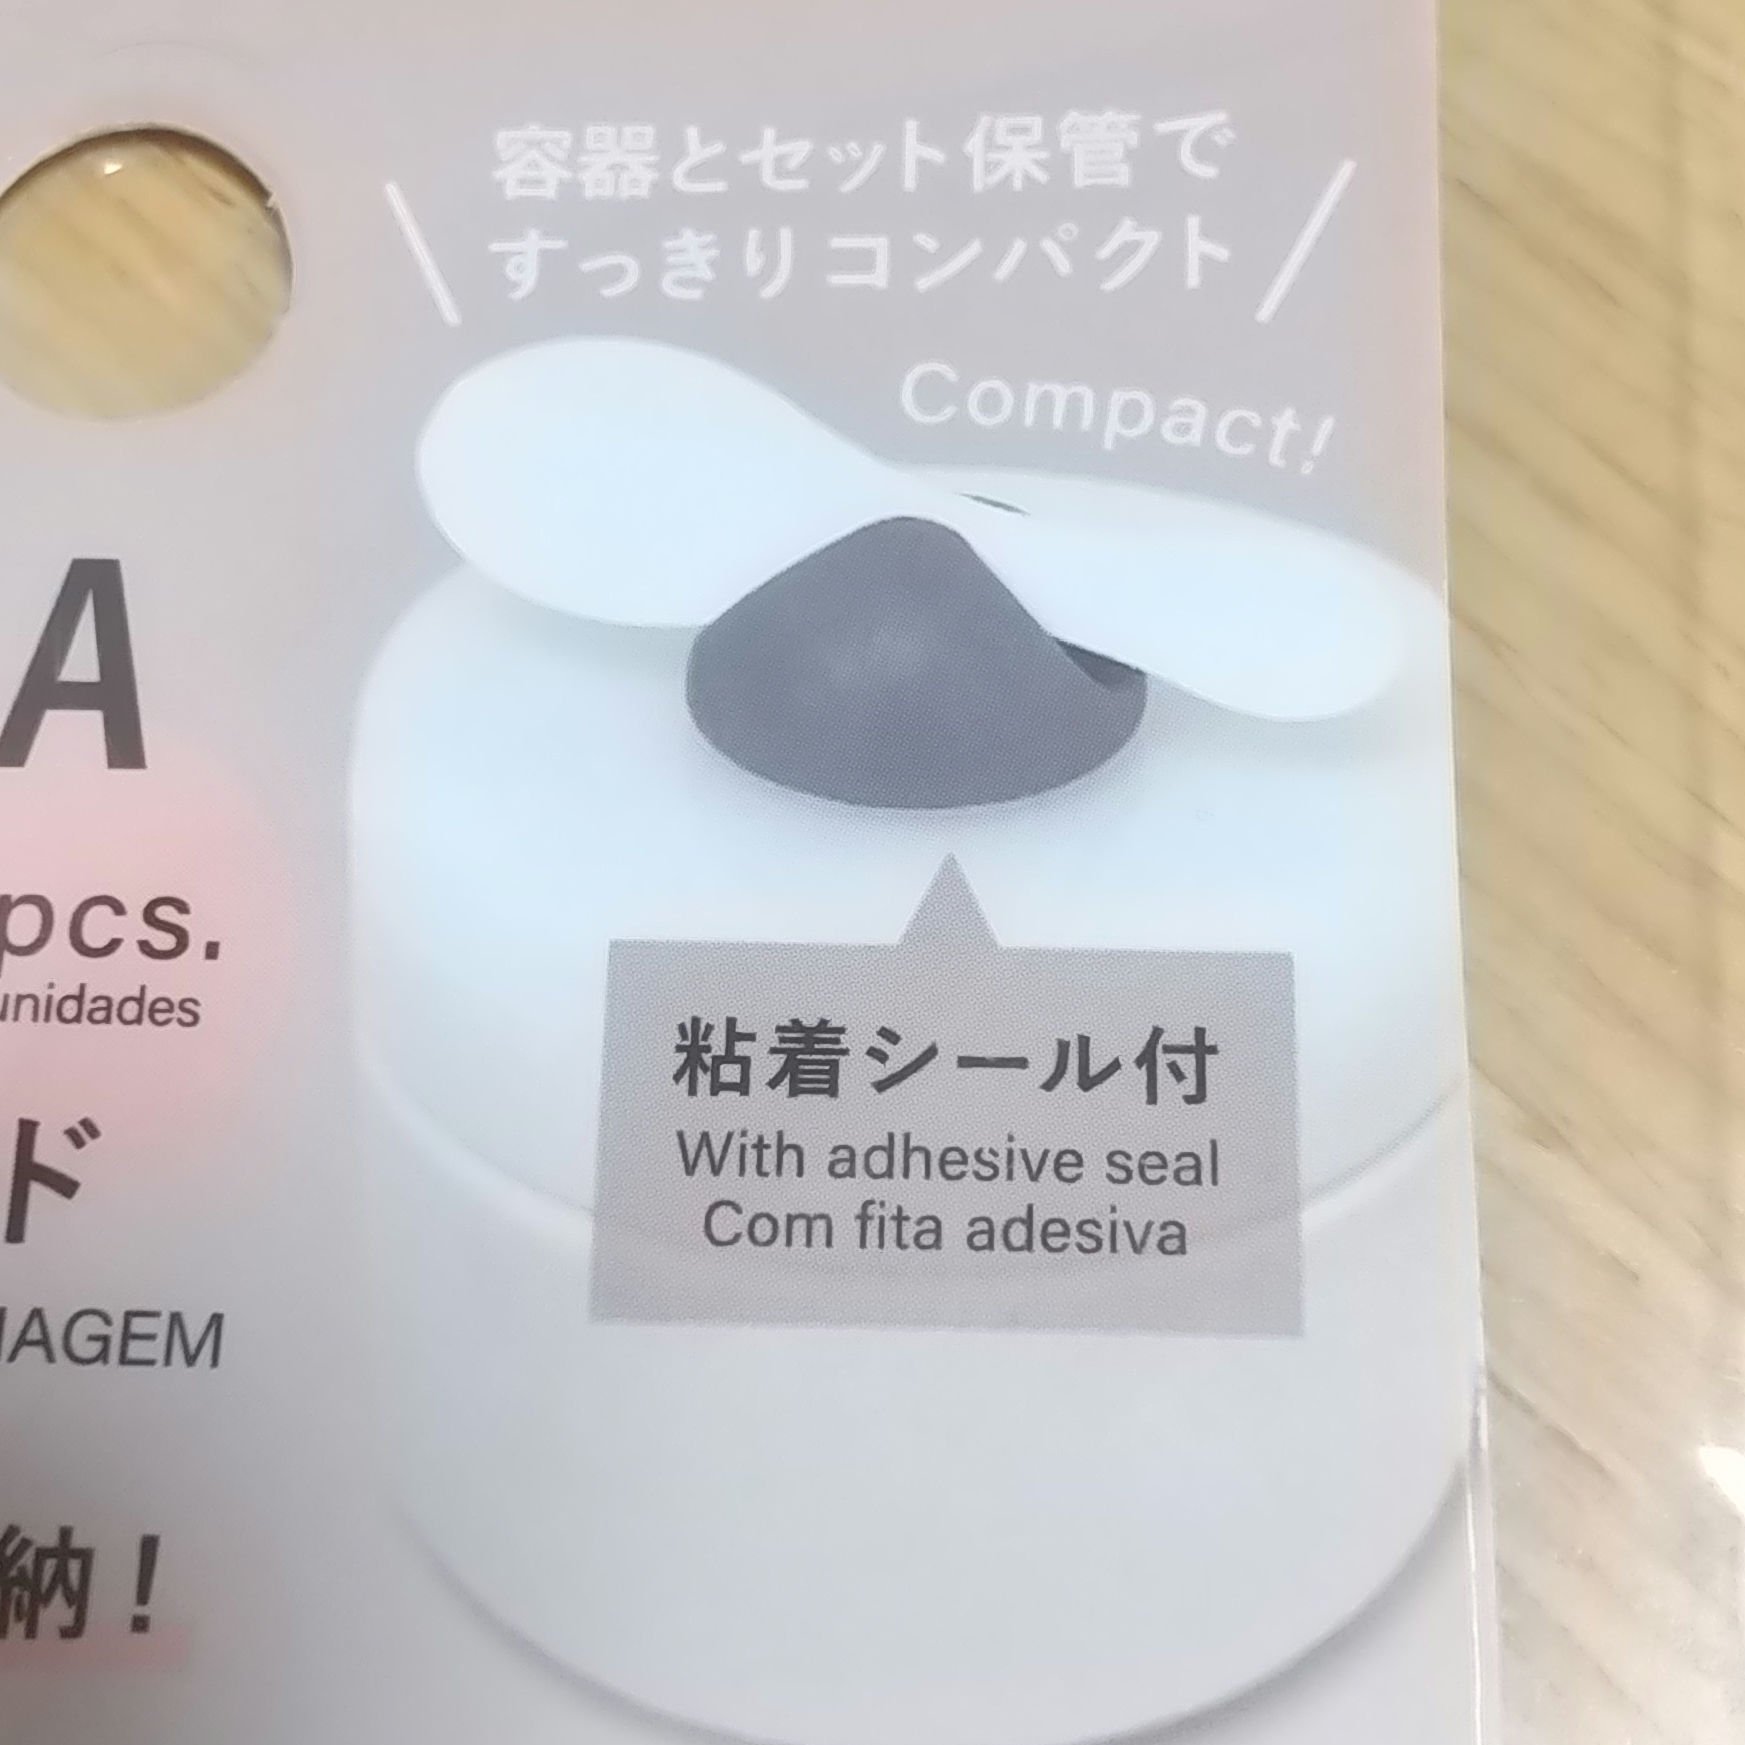 容器とセット保管で
すっきりコンパクト
Compact!
A
pcs.
unidades
ド
IAGEM
納！
粘着シール付
With adhesive seal
Com fita adesiva